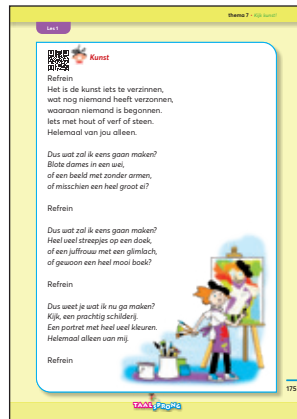 thema 7 • Kijk kunst!
Les 1
Kunst
Refrein
Het is de kunst iets te verzinnen,
wat nog niemand heeft verzonnen,
waaraan niemand is begonnen.
Iets met hout of verf of steen.
Helemaal van jou alleen.
Dus wat zal ik eens gaan maken?
Blote dames in een wei,
of een beeld met zonder armen,
of misschien een heel groot ei?
Refrein
Dus wat zal ik eens gaan maken?
Heel veel streepjes op een doek,
of een juffrouw met een glimlach,
of gewoon een heel mooi boek?
Refrein
Dus weet je wat ik nu ga maken?
Kijk, een prachtig schilderij.
Een portret met heel veel kleuren.
Helemaal alleen van mij.
Refrein
175
TAAL SPRONG